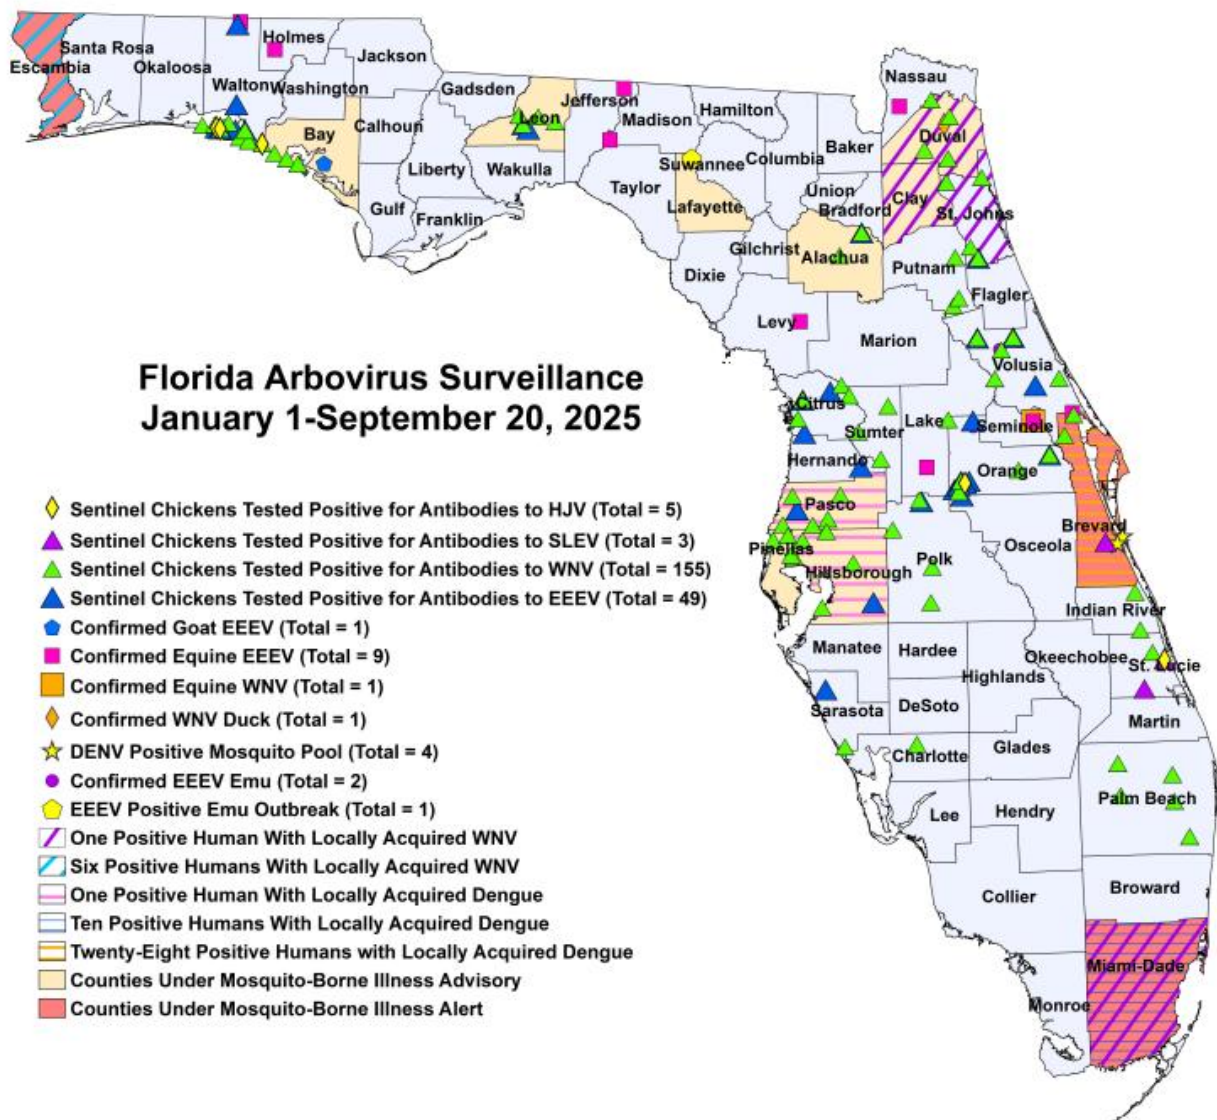 Nassau
Santa Rosa
Holmes
Jackson
Escambia
Okaloosa
Walton
Washington
Gadsden
Jefferson
Madison
Hamilton
Leon
Duval
Bay
Calhoun
Baker
Suwannee
Columbia
Liberty
Wakulla
Taylor
Union
Bradford
Clay
St. Johns
Lafayette
Gulf
Franklin
Gilchrist
Alachua
Putnam
Dixie
Flagler
Levy
Marion
Volusia
Florida Arbovirus Surveillance
January 1-September 20, 2025
Citrus
Lake
Seminole
Sumter
Hernando
Orange
Pasco
Brevard
Pinellas
Osceola
Polk
Hillsborough
Indian River
Manatee
Hardee
Okeechobee
St. Lucie
Highlands
Sarasota
DeSoto
Martin
Charlotte
Glades
Palm Beach
Lee
Hendry
Broward
Collier
Miami-Dade
Monroe
Sentinel Chickens Tested Positive for Antibodies to HJV (Total = 5)
Sentinel Chickens Tested Positive for Antibodies to SLEV (Total = 3)
Sentinel Chickens Tested Positive for Antibodies to WNV (Total = 155)
Sentinel Chickens Tested Positive for Antibodies to EEEV (Total = 49)
Confirmed Goat EEEV (Total = 1)
Confirmed Equine EEEV (Total = 9)
Confirmed Equine WNV (Total = 1)
Confirmed WNV Duck (Total = 1)
DENV Positive Mosquito Pool (Total = 4)
Confirmed EEEV Emu (Total = 2)
EEEV Positive Emu Outbreak (Total = 1)
One Positive Human With Locally Acquired WNV
Six Positive Humans With Locally Acquired WNV
One Positive Human With Locally Acquired Dengue
Ten Positive Humans With Locally Acquired Dengue
Twenty-Eight Positive Humans with Locally Acquired Dengue
Counties Under Mosquito-Borne Illness Advisory
Counties Under Mosquito-Borne Illness Alert